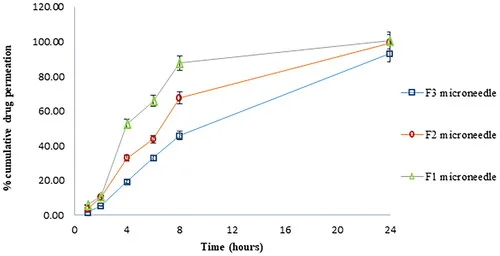 120.00
100.00
80.00
60.00
40.00
20.00
0.00
% cumulative drug permeation
0 4 8 12 16 20 24
Time (hours)
F3 microneedle
F2 microneedle
F1 microneedle